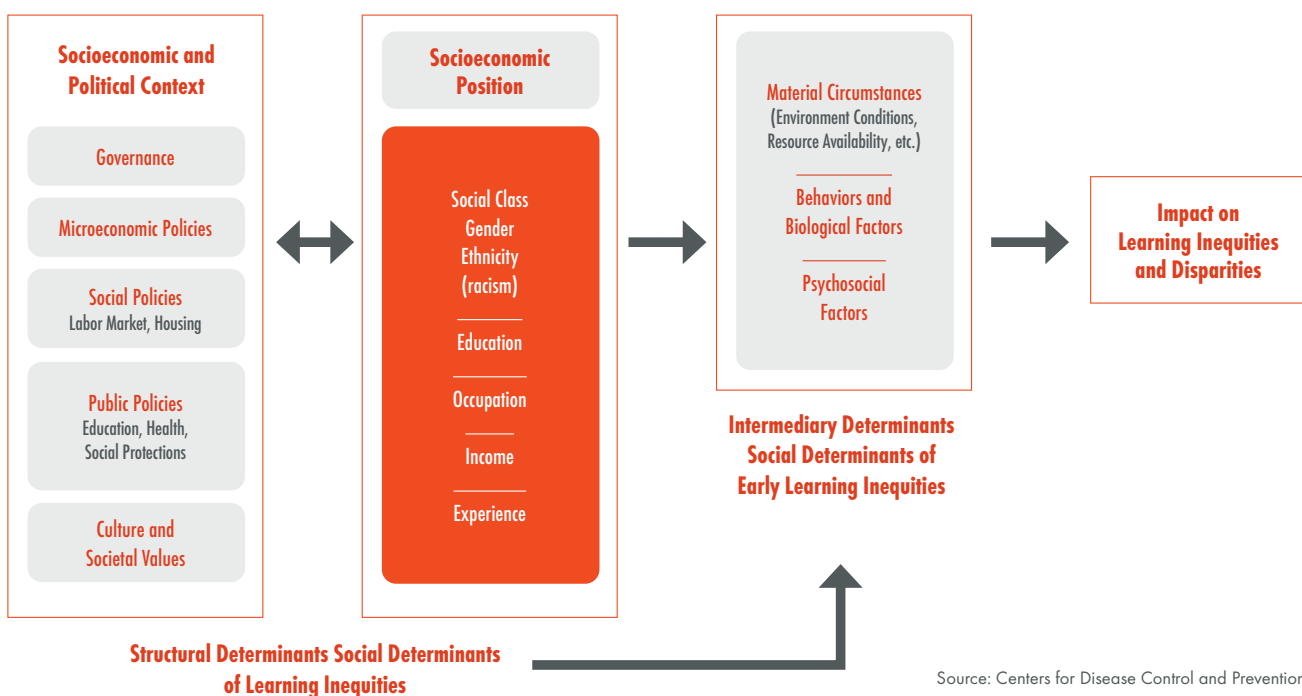 Socioeconomic and
Political Context
Governance
Microeconomic Policies
Social Policies
Labor Market, Housing
Public Policies
Education, Health,
Social Protections
Culture and
Societal Values
Socioeconomic
Position
Social Class
Gender
Ethnicity
(racism)
Education
Occupation
Income
Experience
Material Circumstances
(Environment Conditions,
Resource Availability, etc.)
Behaviors and
Biological Factors
Psychosocial
Factors
Intermediary Determinants
Social Determinants of
Early Learning Inequities
Impact on
Learning Inequities
and Disparities
Structural Determinants Social Determinants
of Learning Inequities
Source: Centers for Disease Control and Prevention